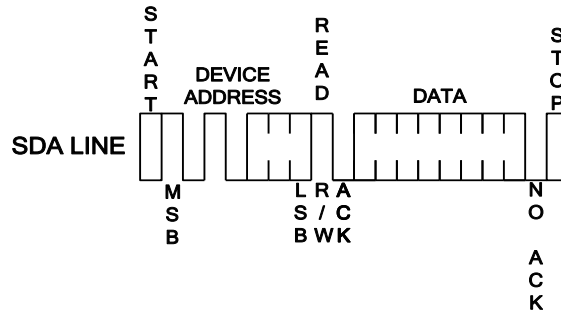 START
READ
STOP
DEVICE
ADDRESS
DATA
SDA LINE
MSB
LSB
R/W
ACK
NO ACK